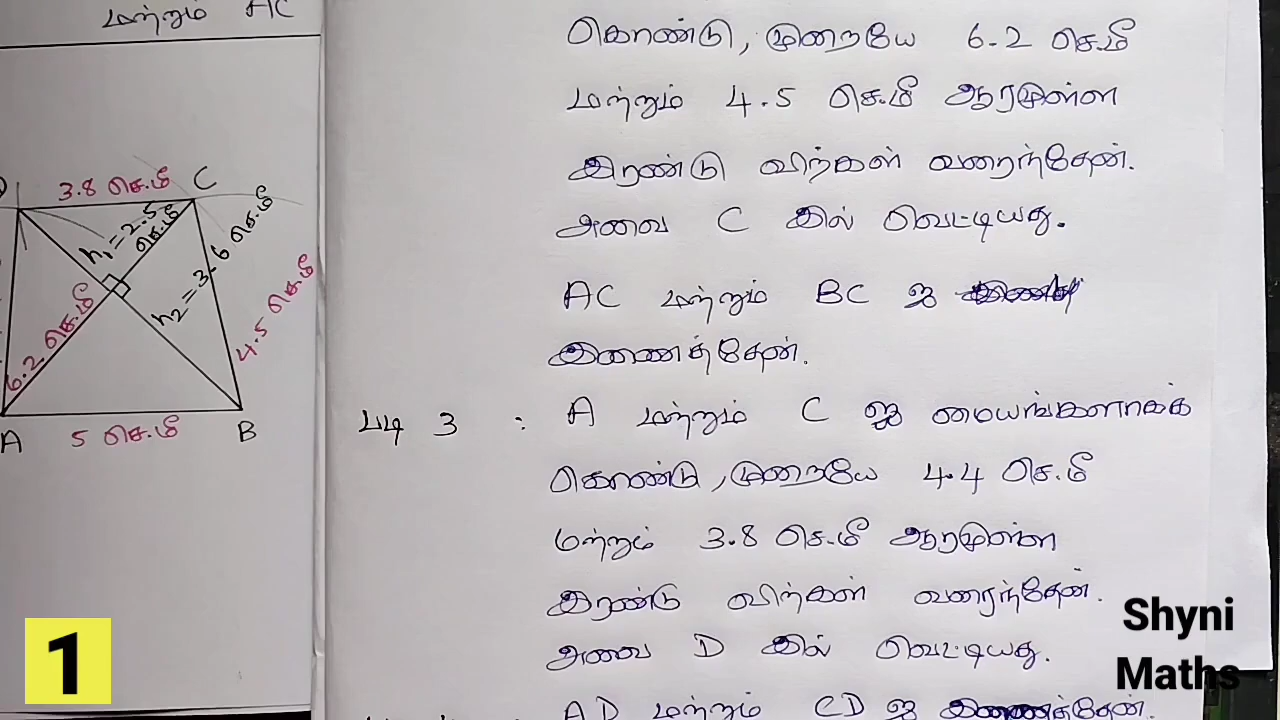 மற்றும் AC
D
3.8 செ.மீ
C
h₁ = 2.5
செ.மீ
h₂ = 3.6 செ.மீ
6.2 செ.மீ
4.5 செ.மீ
A 5 செ.மீ B
கொண்டு, முறையே 6.2 செ.மீ
மற்றும் 4.5 செ.மீ ஆரமுள்ள
இரண்டு விற்கள் வரைந்தேன்.
அவை C இல் வெட்டியது.
AC மற்றும் BC ஐ
இணைத்தேன்.
படி 3 : A மற்றும் C ஐ மையங்களாகக்
கொண்டு, முறையே 4.4 செ.மீ
மற்றும் 3.8 செ.மீ ஆரமுள்ள
இரண்டு விற்கள் வரைந்தேன்.
அவை D இல் வெட்டியது.
AD மற்றும் CD ஐ இணைத்தேன்.
1
Shyni
Maths